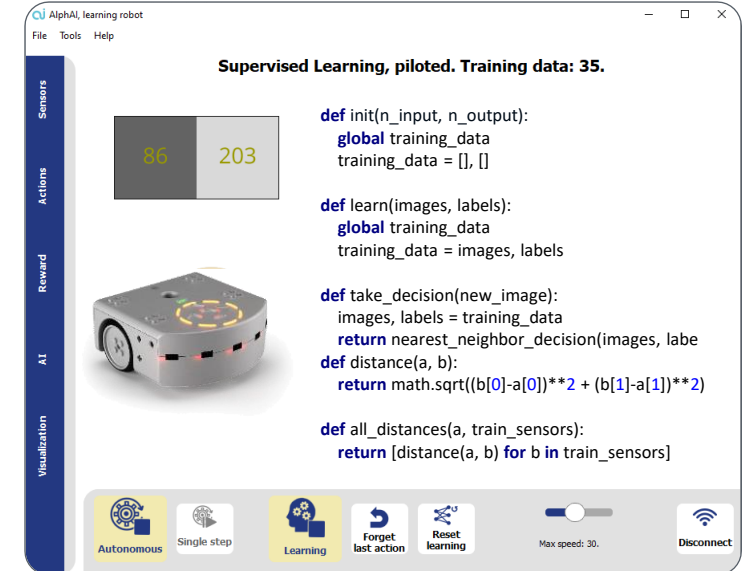 AlphAI, learning robot
File Tools Help
Supervised Learning, piloted. Training data: 35.
Sensors
Actions
Reward
AI
Visualization
86 203
def init(n_input, n_output):
global training_data
training_data = [], []
def learn(images, labels):
global training_data
training_data = images, labels
def take_decision(new_image):
images, labels = training_data
return nearest_neighbor_decision(images, labe
def distance(a, b):
return math.sqrt((b[0]-a[0])**2 + (b[1]-a[1])**2)
def all_distances(a, train_sensors):
return [distance(a, b) for b in train_sensors]
Autonomous
Single step
Learning
Forget
last action
Reset
learning
Max speed: 30.
Disconnect